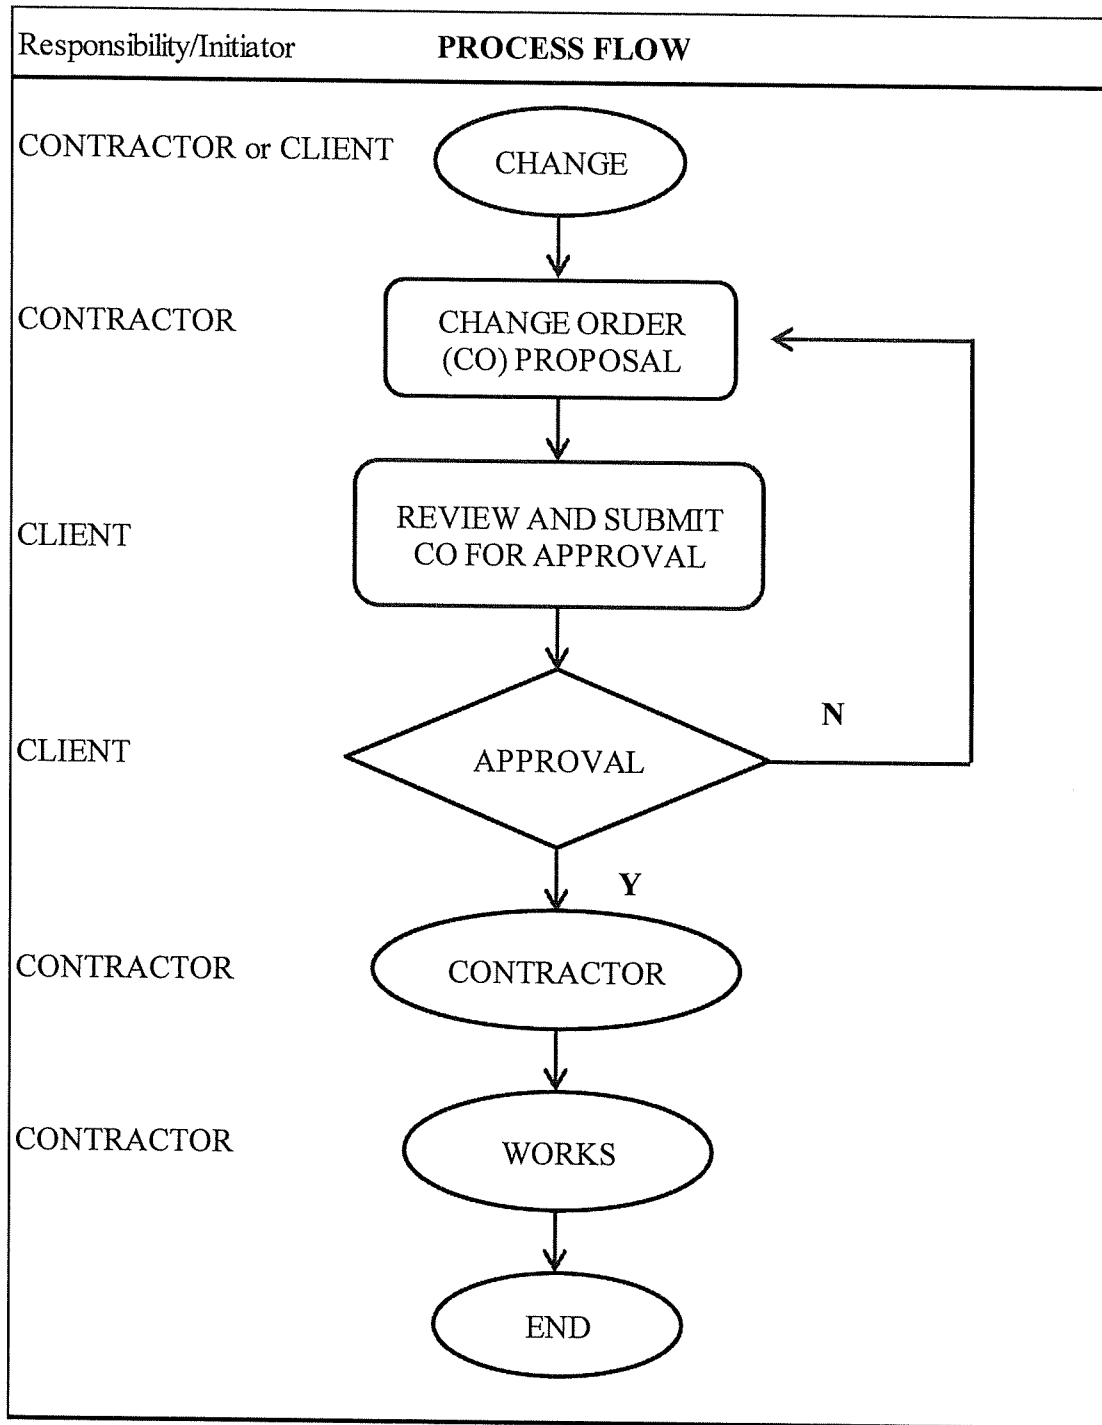 Responsibility/Initiator PROCESS FLOW
CONTRACTOR or CLIENT
CHANGE
CONTRACTOR
CHANGE ORDER
(CO) PROPOSAL
CLIENT
REVIEW AND SUBMIT
CO FOR APPROVAL
CLIENT
APPROVAL
N
Y
CONTRACTOR
CONTRACTOR
CONTRACTOR
WORKS
END